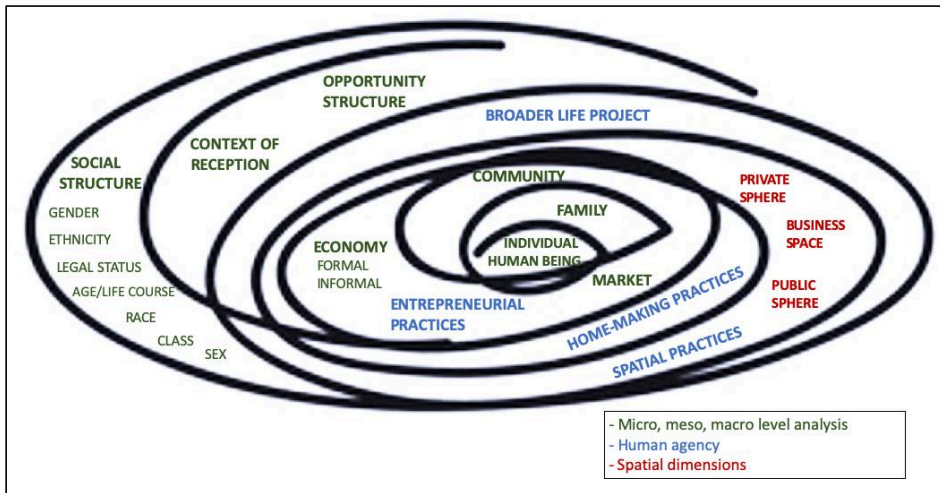 OPPORTUNITY
STRUCTURE
BROADER LIFE PROJECT
CONTEXT OF
RECEPTION
SOCIAL
STRUCTURE
GENDER
ETHNICITY
LEGAL STATUS
AGE/LIFE COURSE
RACE
CLASS
SEX
COMMUNITY
FAMILY
INDIVIDUAL
HUMAN BEING
ECONOMY
FORMAL
INFORMAL
MARKET
ENTREPRENEURIAL
PRACTICES
HOME-MAKING PRACTICES
SPATIAL PRACTICES
PRIVATE
SPHERE
BUSINESS
SPACE
PUBLIC
SPHERE
- Micro, meso, macro level analysis
- Human agency
- Spatial dimensions